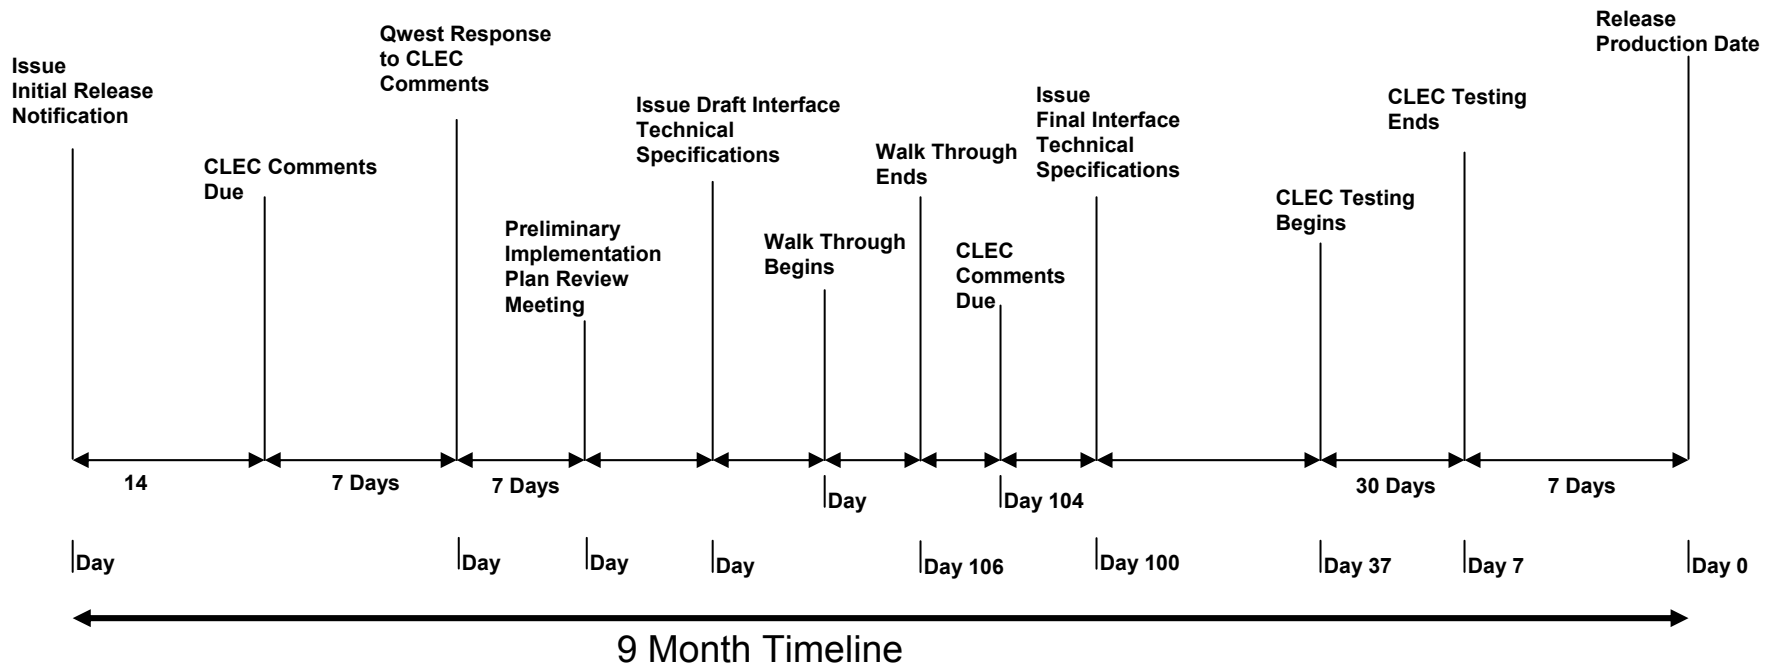 Issue
Initial Release
Notification
CLEC Comments
Due
Qwest Response
to CLEC
Comments
Preliminary
Implementation
Plan Review
Meeting
Issue Draft Interface
Technical
Specifications
Walk Through
Begins
Walk Through
Ends
CLEC
Comments
Due
Issue
Final Interface
Technical
Specifications
CLEC Testing
Begins
CLEC Testing
Ends
Release
Production Date
14
7 Days
7 Days
30 Days
7 Days
Day
Day 104
Day
Day
Day
Day
Day 106
Day 100
Day 37
Day 7
Day 0
9 Month Timeline